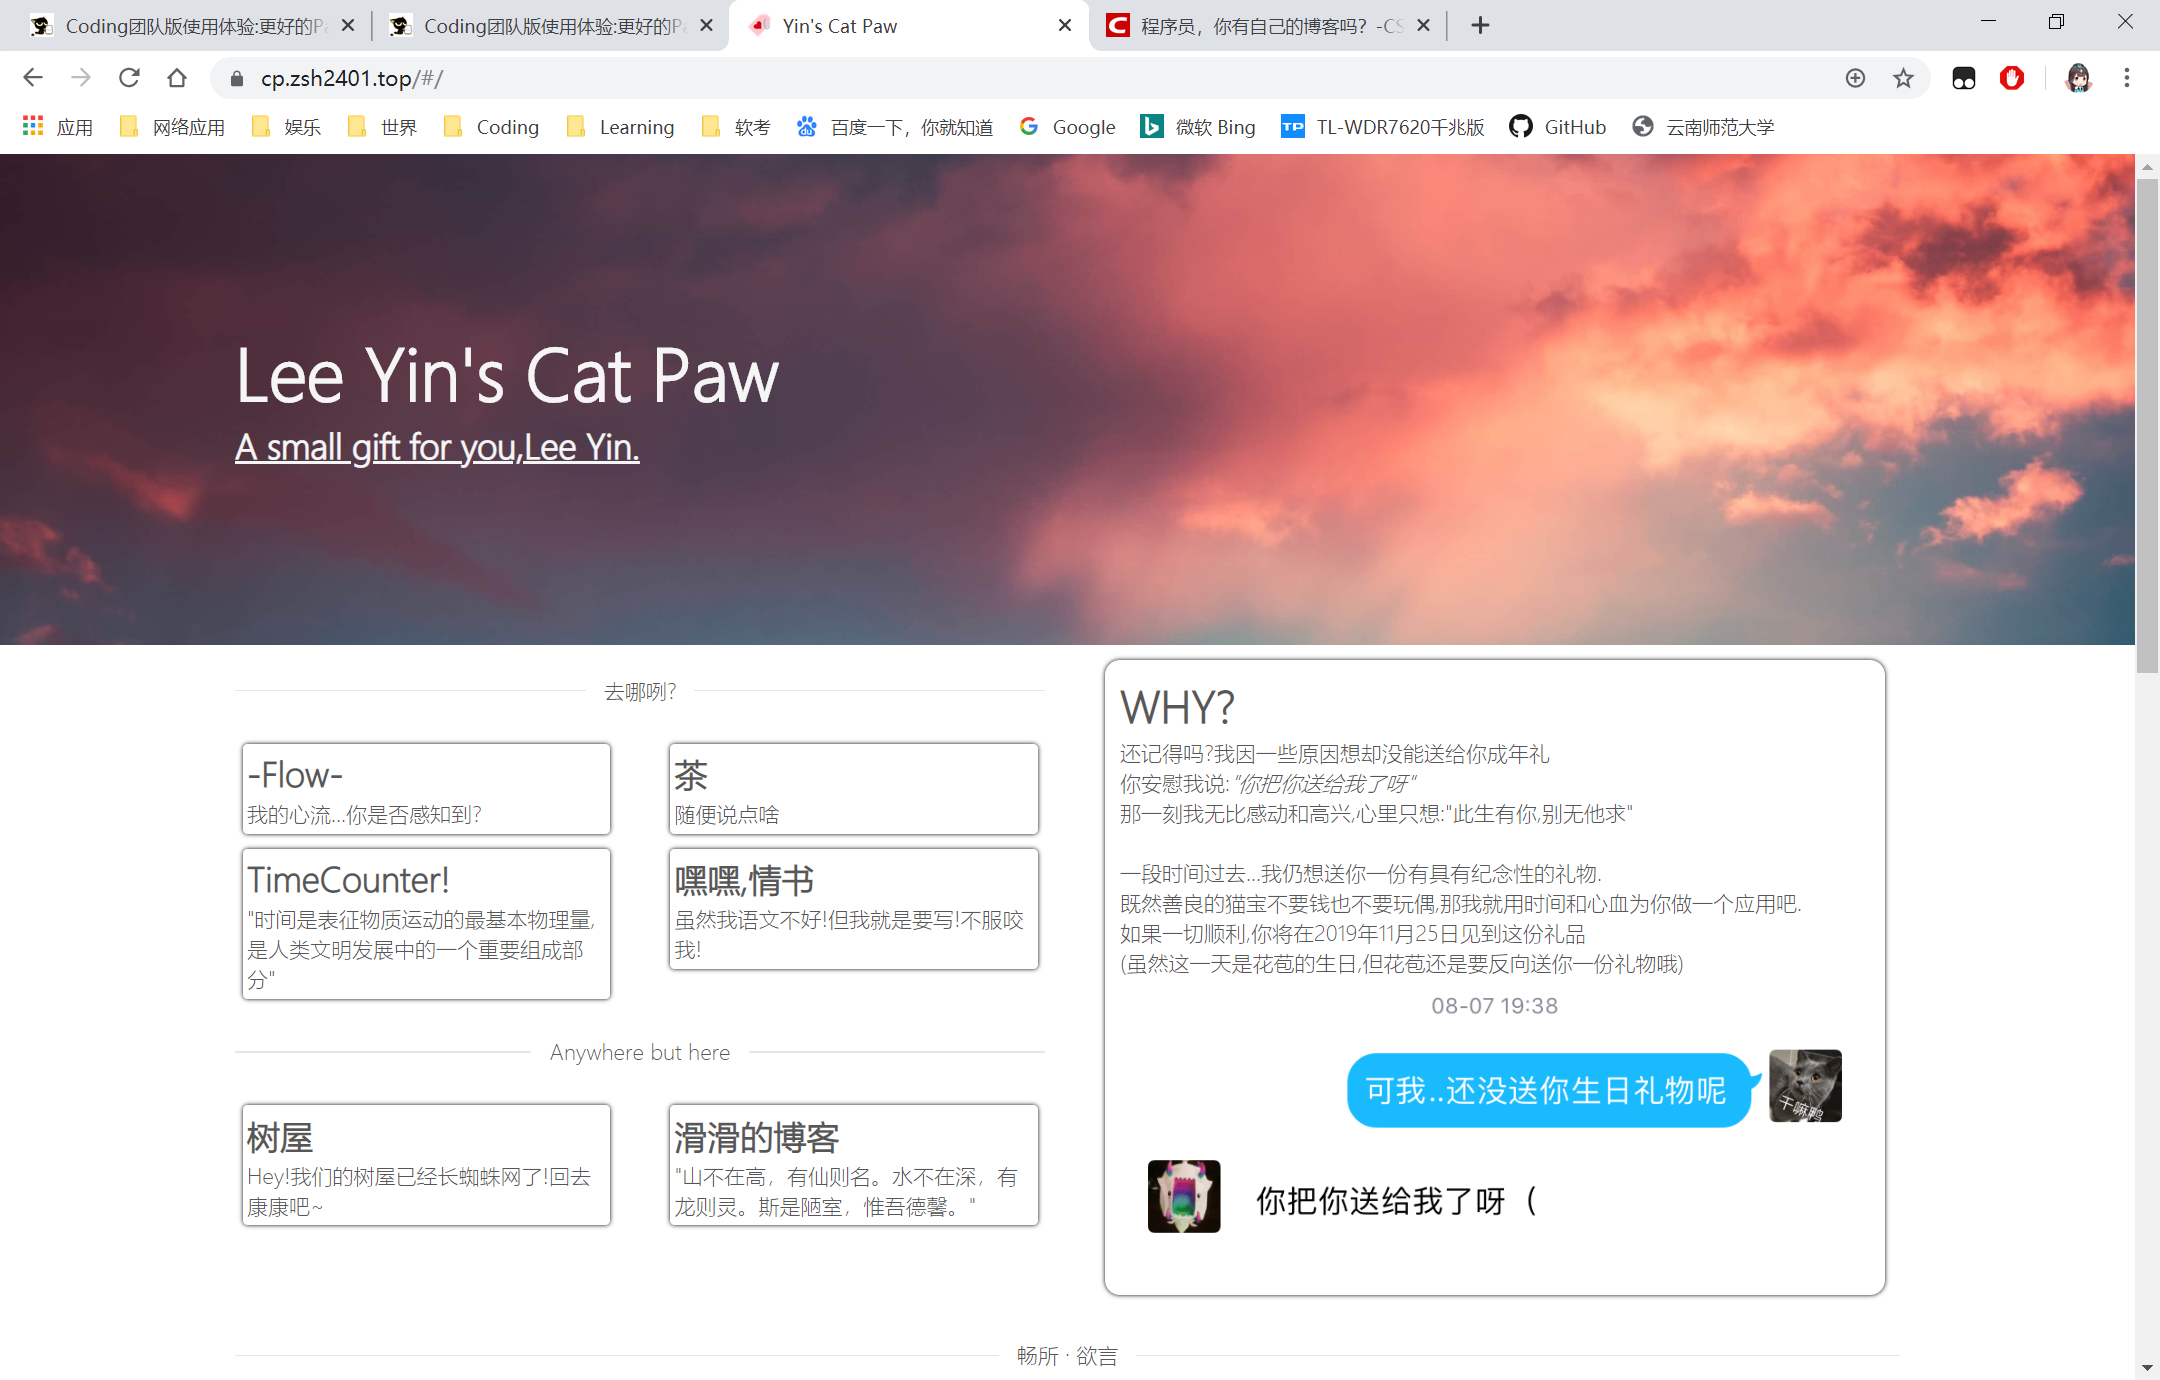 Coding团队版使用体验:更好的Pa
Coding团队版使用体验:更好的Pa
Yin's Cat Paw
程序员，你有自己的博客吗？-CS
cp.zsh2401.top/#/
应用
网络应用
娱乐
世界
Coding
Learning
软考
百度一下，你就知道
Google
微软 Bing
TL-WDR7620千兆版
GitHub
云南师范大学
Lee Yin's Cat Paw
A small gift for you,Lee Yin.
去哪咧?
-Flow-
我的心流...你是否感知到?
茶
随便说点啥
TimeCounter!
"时间是表征物质运动的最基本物理量,
是人类文明发展中的一个重要组成部
分"
嘿嘿,情书
虽然我语文不好!但我就是要写!不服咬
我!
Anywhere but here
树屋
Hey!我们的树屋已经长蜘蛛网了!回去
康康吧~
滑滑的博客
"山不在高，有仙则名。水不在深，有
龙则灵。斯是陋室，惟吾德馨。"
WHY?
还记得吗?我因一些原因想却没能送给你成年礼
你安慰我说: "你把你送给我了呀"
那一刻我无比感动和高兴,心里只想:"此生有你,别无他求"
一段时间过去...我仍想送你一份有具有纪念性的礼物.
既然善良的猫宝不要钱也不要玩偶,那我就用时间和心血为你做一个应用吧.
如果一切顺利,你将在2019年11月25日见到这份礼品
(虽然这一天是花苞的生日,但花苞还是要反向送你一份礼物哦)
08-07 19:38
可我..还没送你生日礼物呢
干嘛鸭
你把你送给我了呀（
畅所 · 欲言